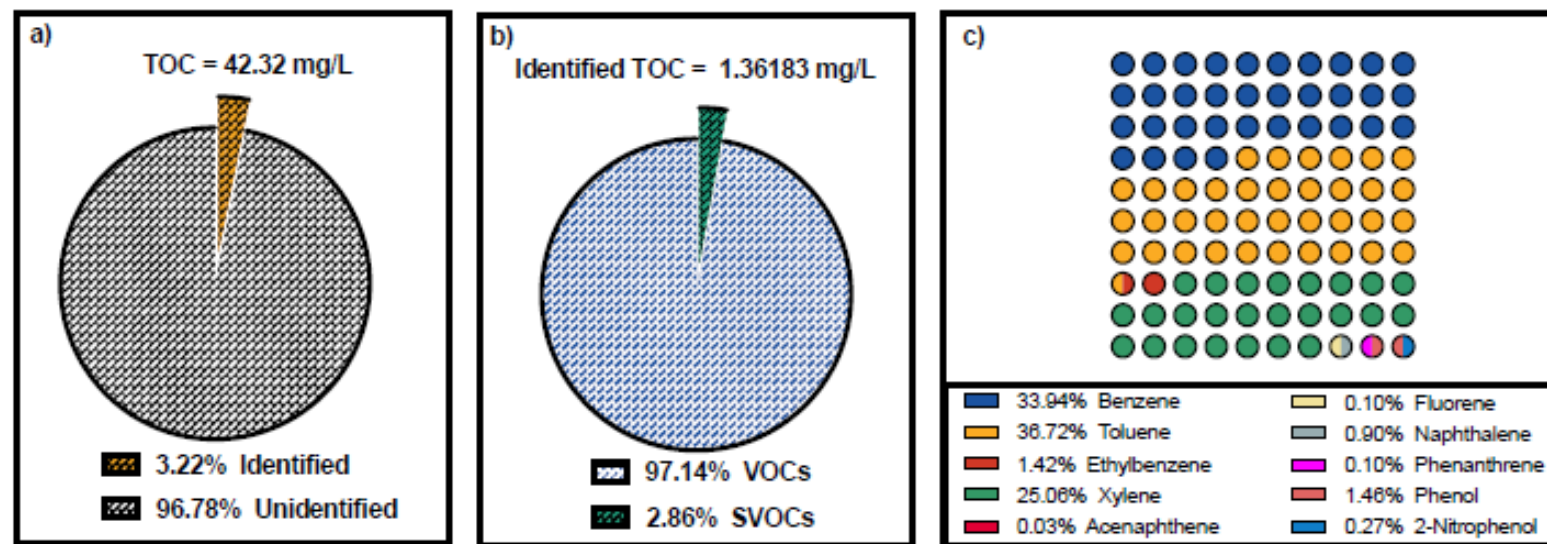 a)
TOC = 42.32 mg/L
3.22% Identified
96.78% Unidentified
b)
Identified TOC = 1.36183 mg/L
97.14% VOCs
2.86% SVOCs
c)
33.94% Benzene
36.72% Toluene
1.42% Ethylbenzene
25.06% Xylene
0.03% Acenaphthene
0.10% Fluorene
0.90% Naphthalene
0.10% Phenanthrene
1.46% Phenol
0.27% 2-Nitrophenol